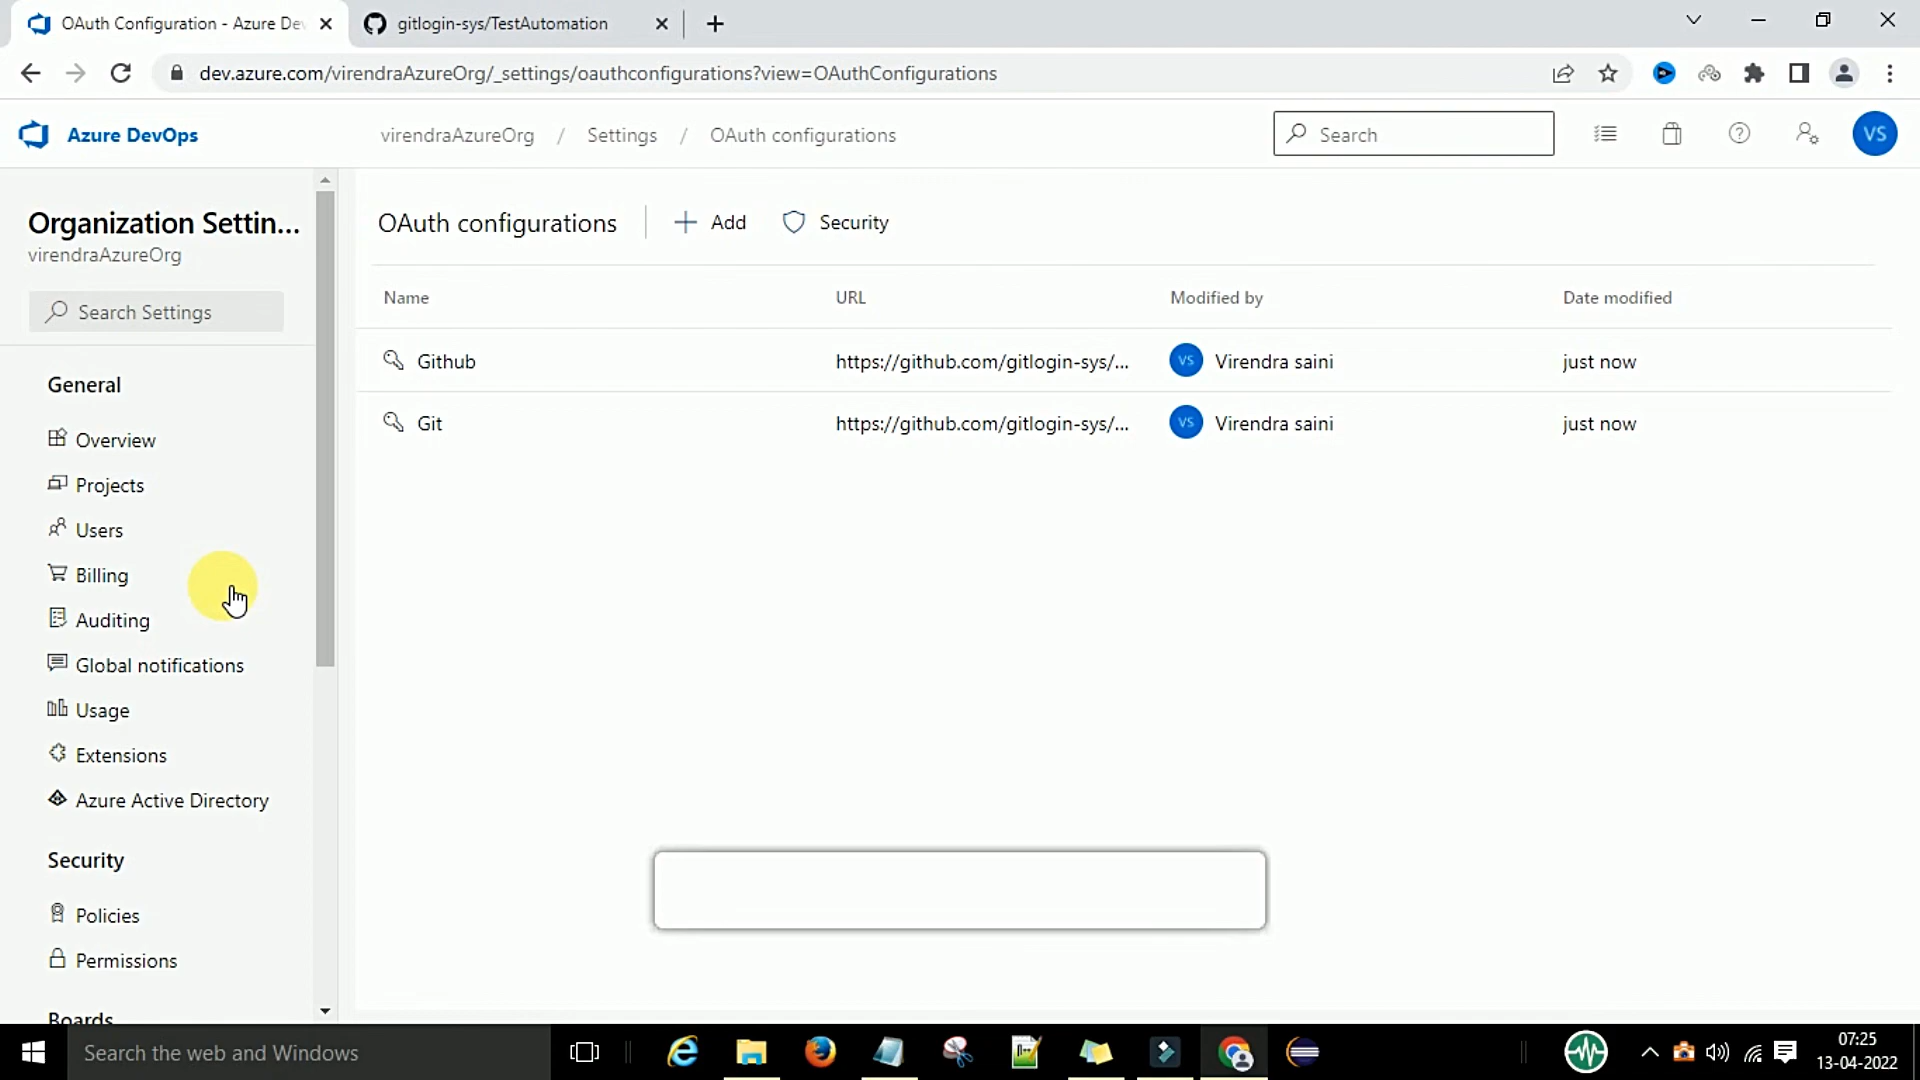 OAuth Configuration - Azure Dev
gitlogin-sys/TestAutomation
dev.azure.com/virendraAzureOrg/_settings/oauthconfigurations?view=OAuthConfigurations
Azure DevOps
virendraAzureOrg / Settings / OAuth configurations
Search
VS
Organization Settin...
virendraAzureOrg
Search Settings
General
Overview
Projects
Users
Billing
Auditing
Global notifications
Usage
Extensions
Azure Active Directory
Security
Policies
Permissions
Boards
OAuth configurations
Add
Security
Name URL Modified by Date modified
Github https://github.com/gitlogin-sys/... VS Virendra saini just now
Git https://github.com/gitlogin-sys/... VS Virendra saini just now
Search the web and Windows
07:25
13-04-2022